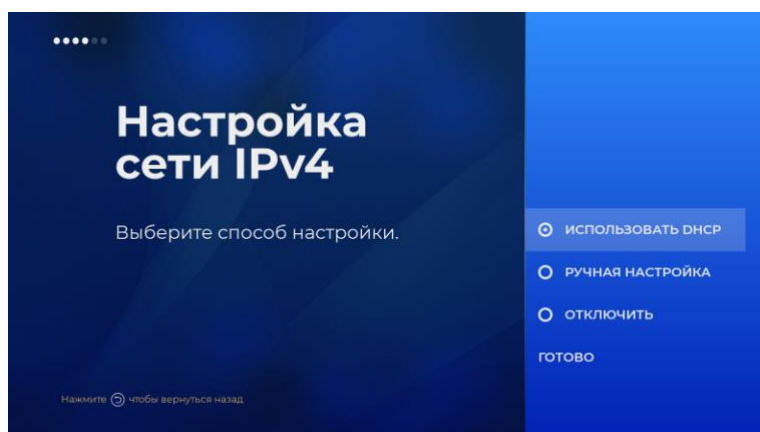 Настройка
сети IPv4
Выберите способ настройки.
ИСПОЛЬЗОВАТЬ DHCP
РУЧНАЯ НАСТРОЙКА
ОТКЛЮЧИТЬ
ГОТОВО
Нажмите чтобы вернуться назад